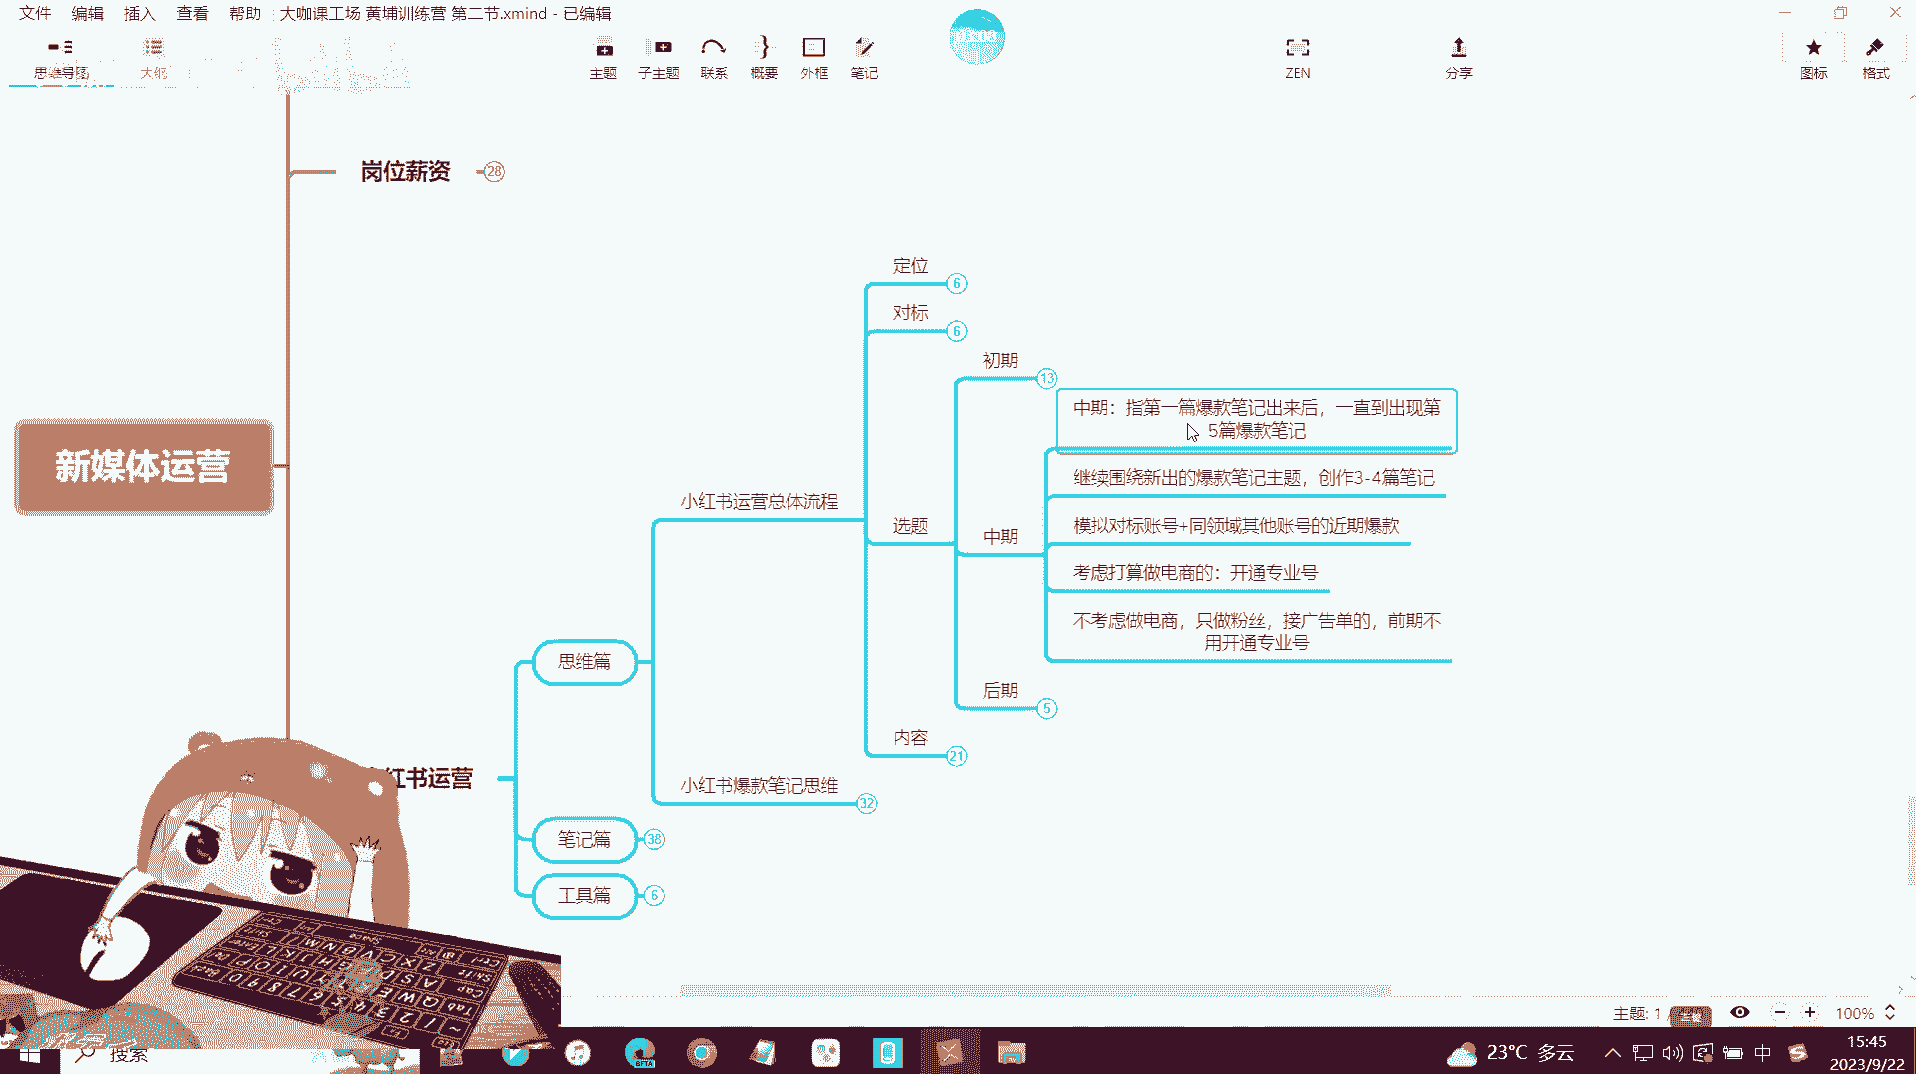 文件 编辑 插入 查看 帮助 大咖课工场 黄埔训练营 第二节.xmind - 已编辑
思维导图 大纲 主题 子主题 联系 概要 外框 笔记 ZEN 分享 图标 格式
岗位薪资 28
定位 6
对标 6
初期 13
中期：指第一篇爆款笔记出来后，一直到出现第
5篇爆款笔记
新媒体运营
继续围绕新出的爆款笔记主题，创作3-4篇笔记
小红书运营总体流程
选题
模拟对标账号+同领域其他账号的近期爆款
中期
考虑打算做电商的：开通专业号
不考虑做电商，只做粉丝，接广告单的，前期不
用开通专业号
思维篇
后期 5
内容 21
红书运营
小红书爆款笔记思维 32
笔记篇 38
工具篇 6
主题: 1
100%
搜索
BETA
23°C 多云
中
15:45
2023/9/22